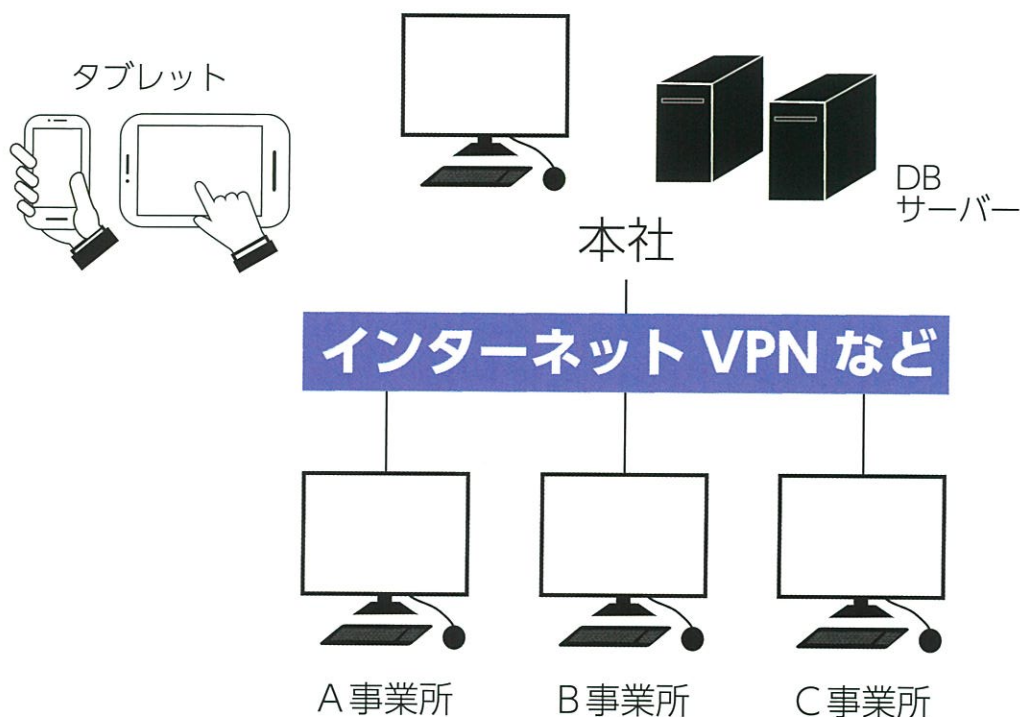 タブレット
DB
サーバー
本社
インターネット VPN など
A事業所
B事業所
C事業所